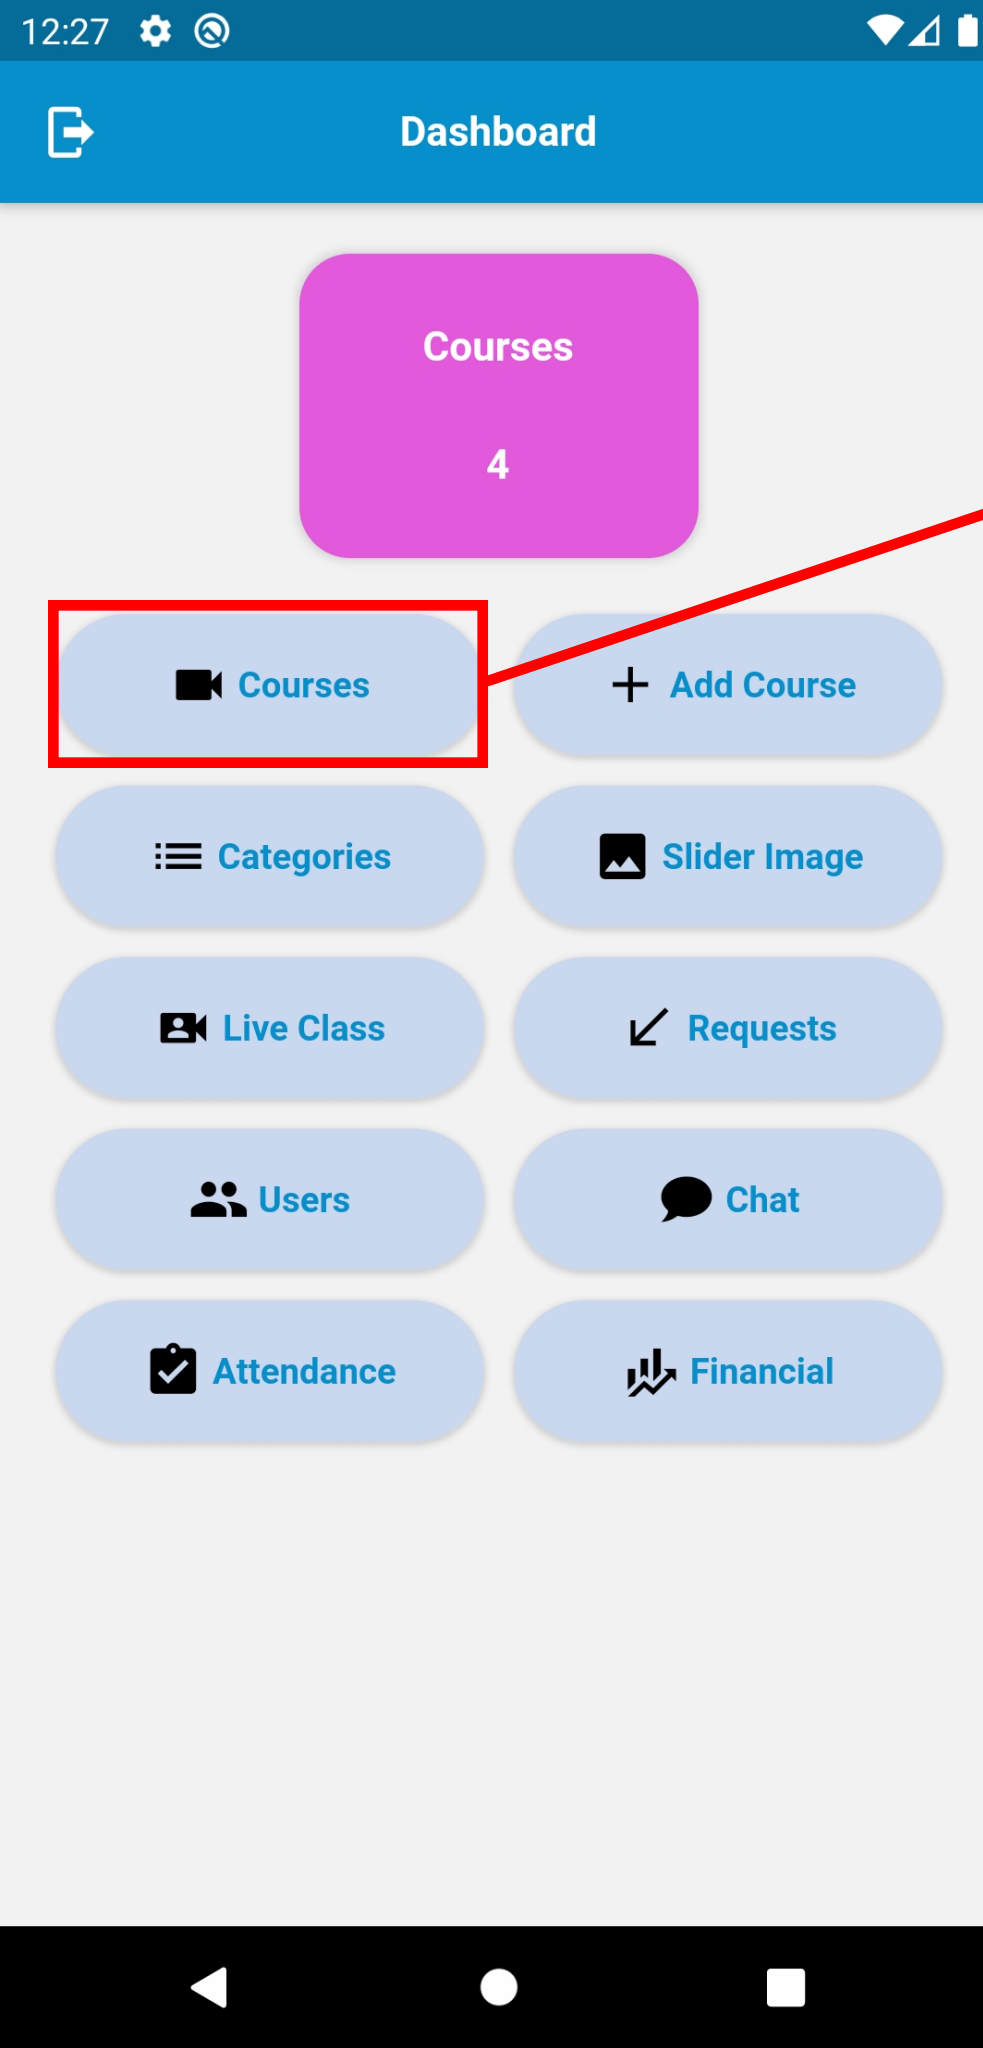 12:27
Dashboard
Courses
4
Courses
Add Course
Categories
Slider Image
Live Class
Requests
Users
Chat
Attendance
Financial